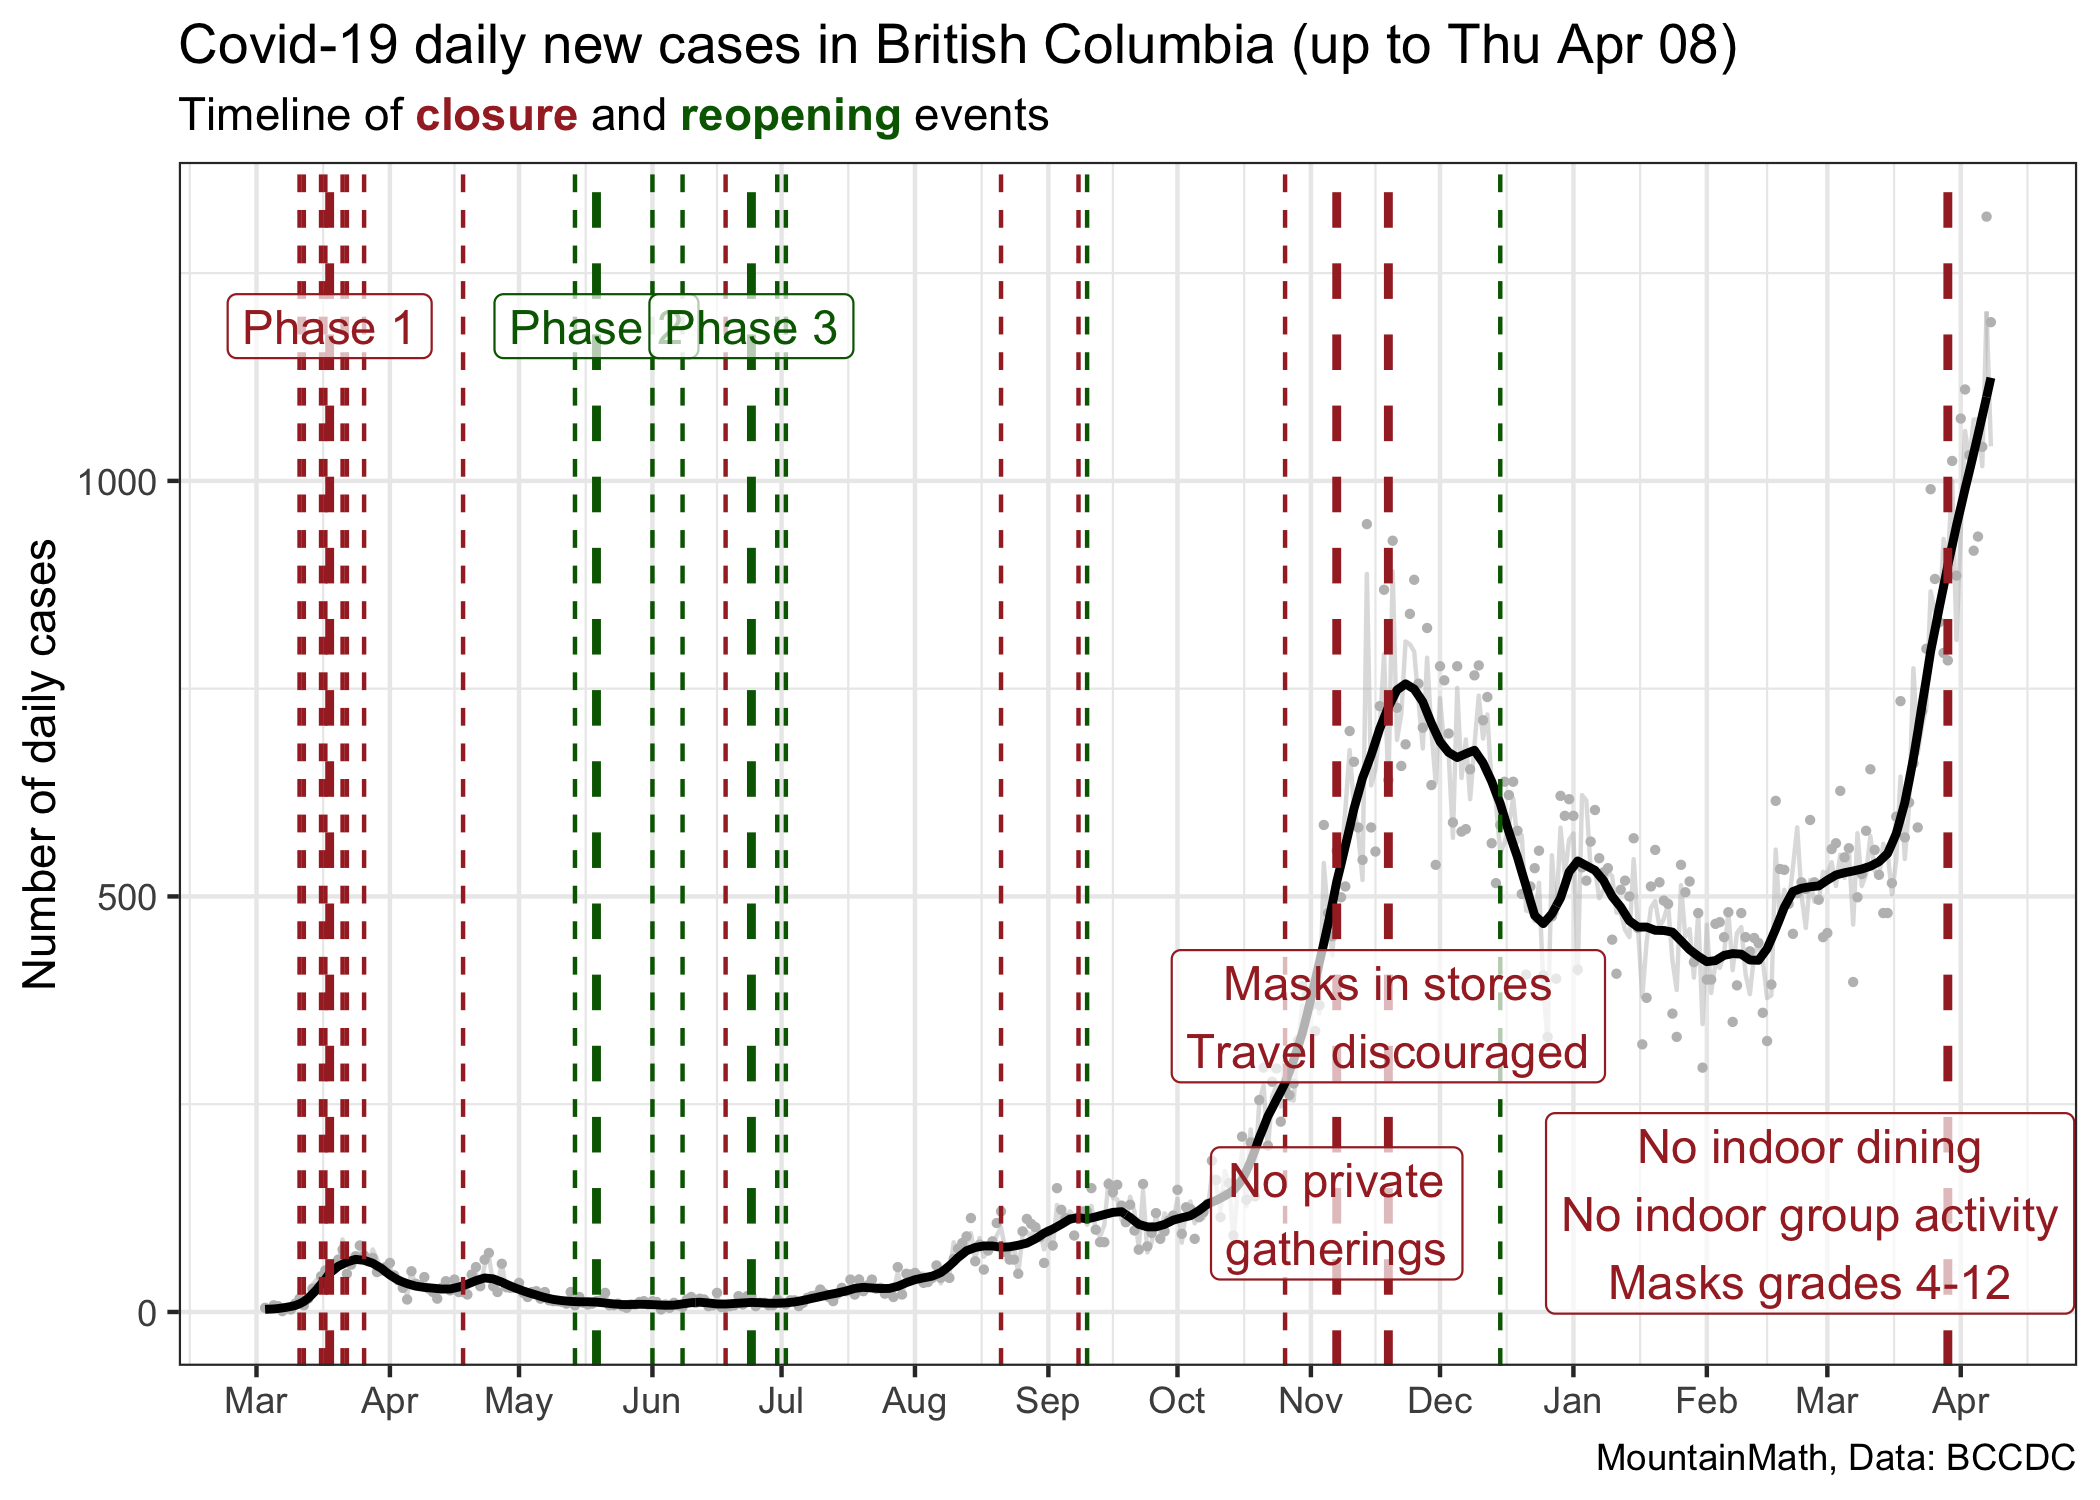 Covid-19 daily new cases in British Columbia (up to Thu Apr 08)
Timeline of closure and reopening events
Number of daily cases
1000
500
0
Phase 1
Phase 2
Phase 3
Masks in stores
Travel discouraged
No private
gatherings
No indoor dining
No indoor group activity
Masks grades 4-12
Mar Apr May Jun Jul Aug Sep Oct Nov Dec Jan Feb Mar Apr
MountainMath, Data: BCCDC